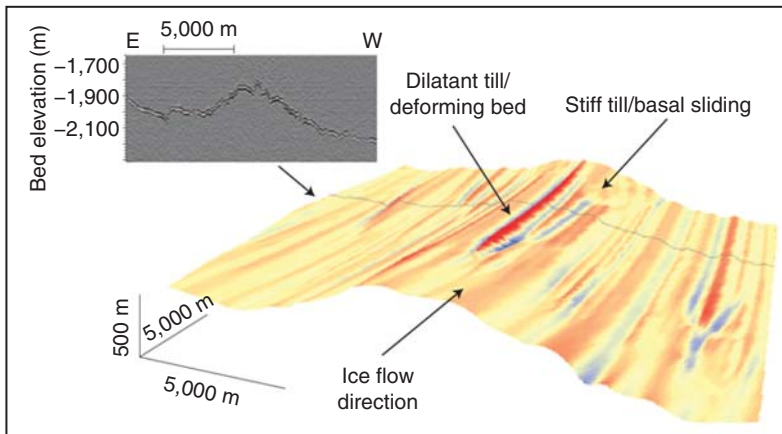 5,000 m
E
W
Bed elevation (m)
–1,700
–1,900
–2,100
Dilatant till/
deforming bed
Stiff till/basal sliding
500 m
5,000 m
5,000 m
Ice flow
direction